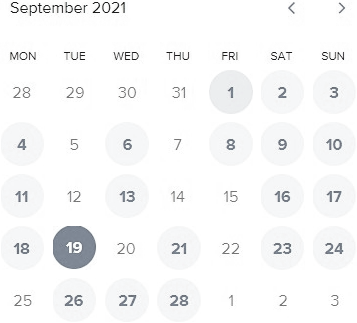 September 2021
MON TUE WED THU FRI SAT SUN
28 29 30 31 1 2 3
4 5 6 7 8 9 10
11 12 13 14 15 16 17
18 19 20 21 22 23 24
25 26 27 28 1 2 3